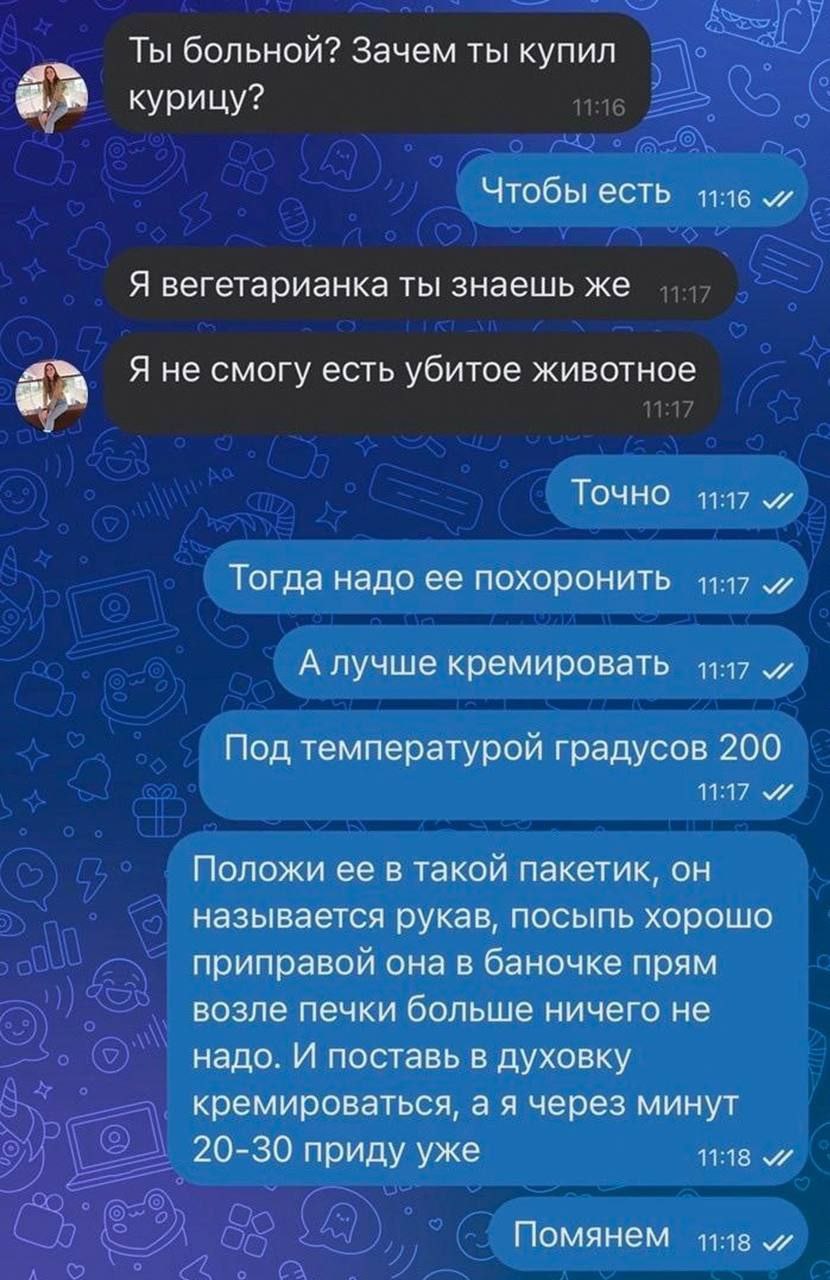 Ты больной? Зачем ты купил
курицу?
11:16
Чтобы есть 11:16
Я вегетарианка ты знаешь же 11:17
Я не смогу есть убитое животное
11:17
Точно 11:17
Тогда надо ее похоронить 11:17
А лучше кремировать 11:17
Под температурой градусов 200
11:17
Положи ее в такой пакетик, он
называется рукав, посыпь хорошо
приправой она в баночке прям
возле печки больше ничего не
надо. И поставь в духовку
кремироваться, а я через минут
20-30 приду уже 11:18
Помянем 11:18